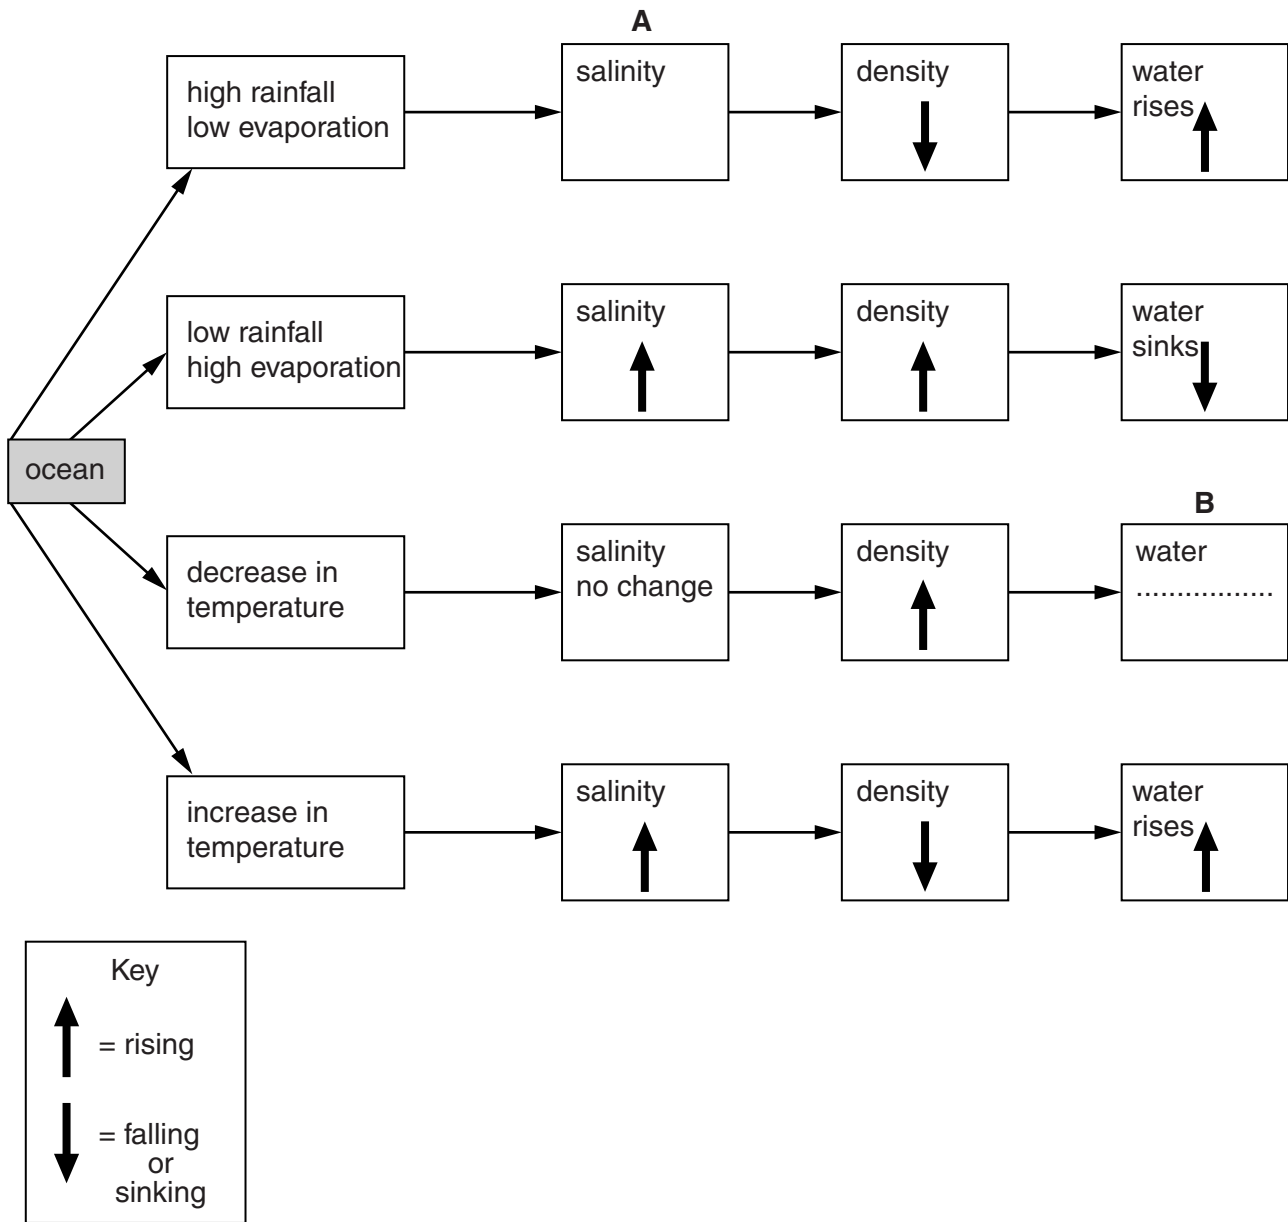 A
high rainfall
low evaporation
salinity
density
water
rises
low rainfall
high evaporation
salinity
density
water
sinks
ocean
B
decrease in
temperature
salinity
no change
density
water
.................
increase in
temperature
salinity
density
water
rises
Key
= rising
= falling
or
sinking